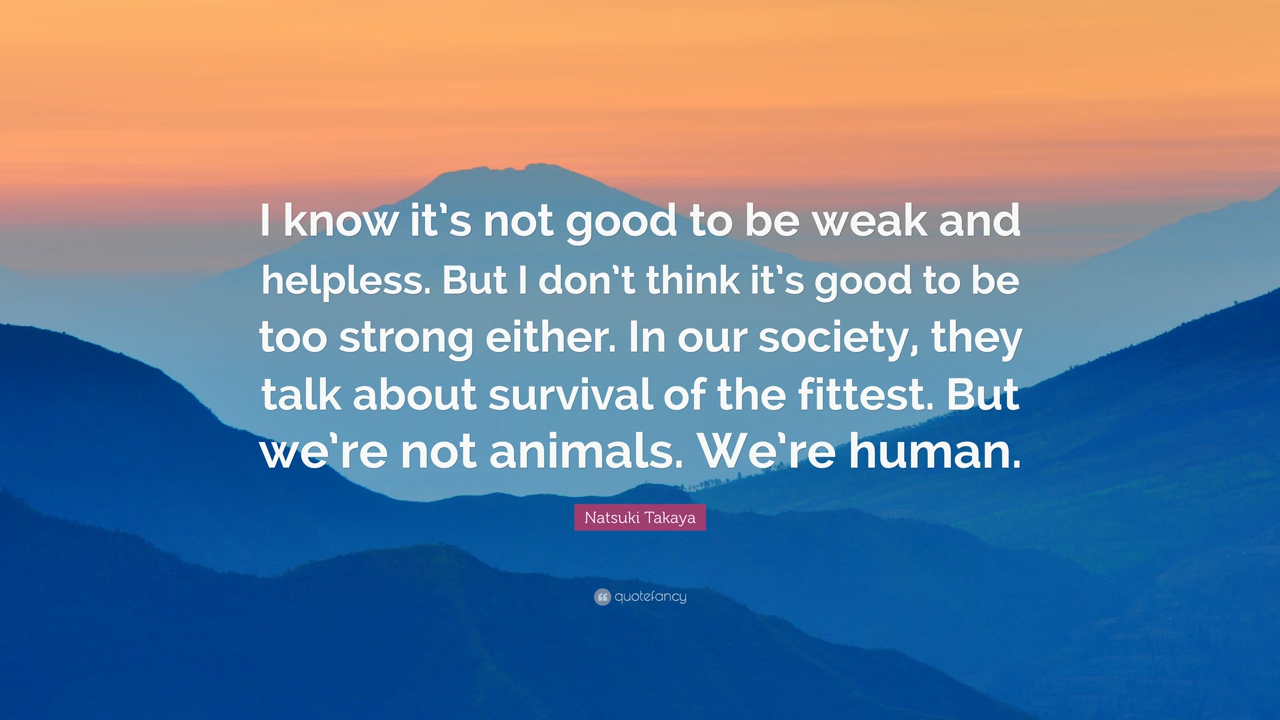 I know it’s not good to be weak and
helpless. But I don’t think it’s good to be
too strong either. In our society, they
talk about survival of the fittest. But
we’re not animals. We’re human.
Natsuki Takaya
quotefancy